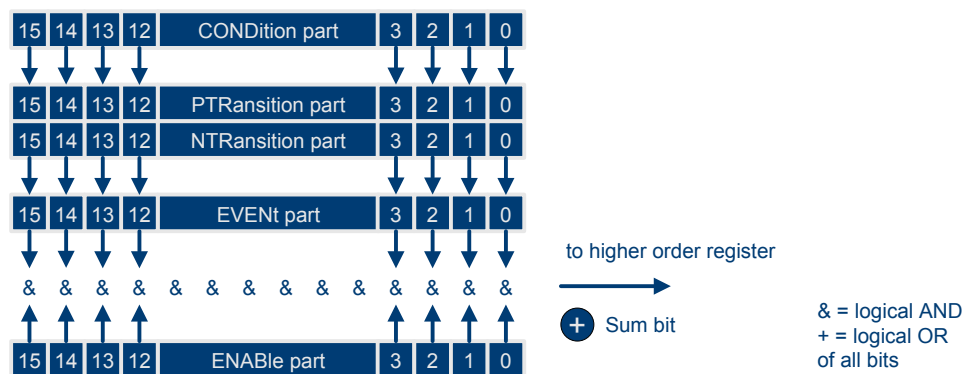 15 14 13 12 CONDition part 3 2 1 0
15 14 13 12 PTRansition part 3 2 1 0
15 14 13 12 NTRansition part 3 2 1 0
15 14 13 12 EVENt part 3 2 1 0
to higher order register
& & & & & & & & & & & & & &
+ Sum bit
& = logical AND
+ = logical OR
of all bits
15 14 13 12 ENABle part 3 2 1 0